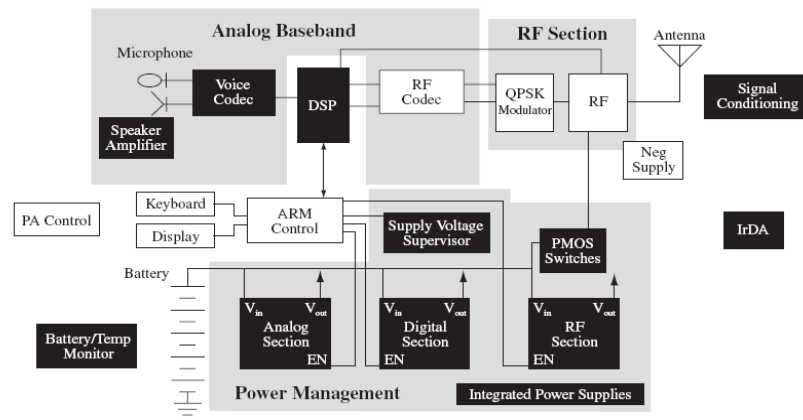 Analog Baseband
RF Section
Microphone
Antenna
Voice
Codec
DSP
RF
Codec
QPSK
Modulator
RF
Signal
Conditioning
Speaker
Amplifier
Neg
Supply
PA Control
Keyboard
Display
ARM
Control
Supply Voltage
Supervisor
PMOS
Switches
IrDA
Battery
Battery/Temp
Monitor
Vin Vout
Analog
Section
EN
Vin Vout
Digital
Section
EN
Vin Vout
RF
Section
EN
Power Management
Integrated Power Supplies